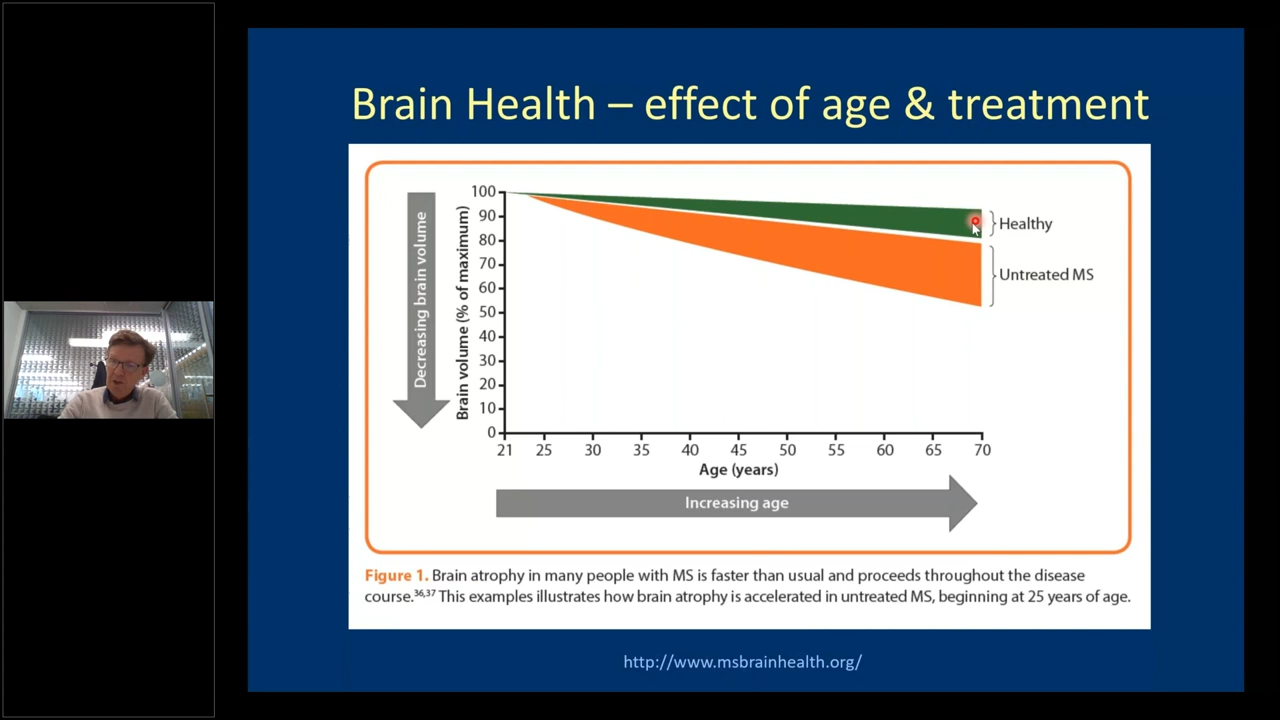 Brain Health – effect of age & treatment
Decreasing brain volume
Brain volume (% of maximum)
100
90
80
70
60
50
40
30
20
10
0
Healthy
Untreated MS
21 25 30 35 40 45 50 55 60 65 70
Age (years)
Increasing age
Figure 1. Brain atrophy in many people with MS is faster than usual and proceeds throughout the disease
course.³⁶,³⁷ This examples illustrates how brain atrophy is accelerated in untreated MS, beginning at 25 years of age.
http://www.msbrainhealth.org/